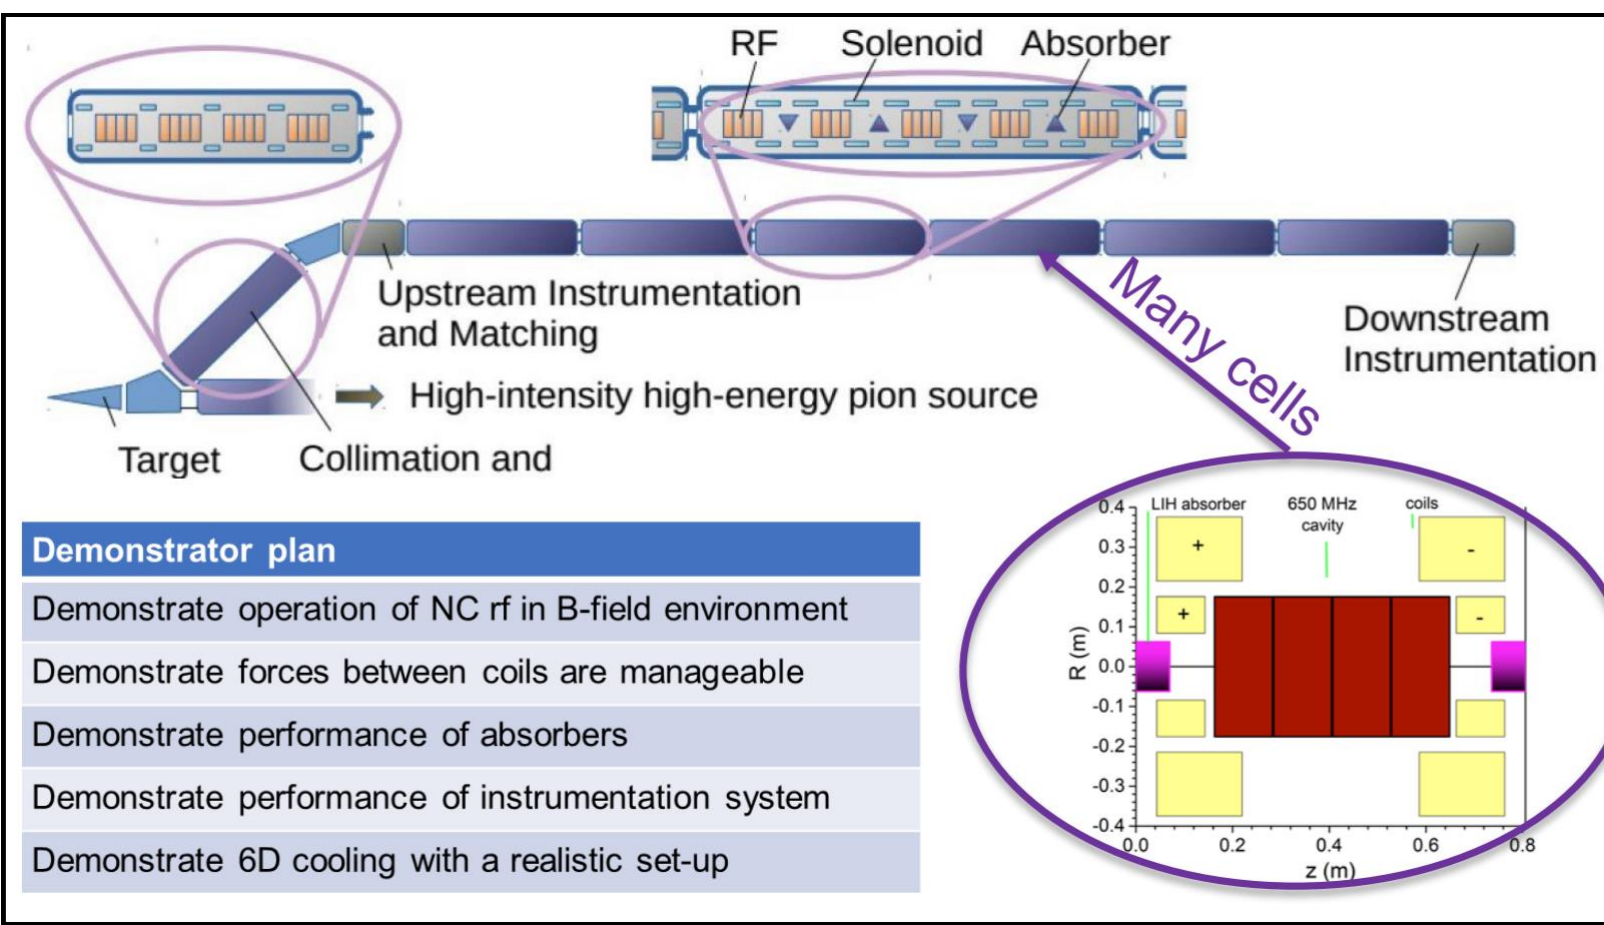 RF
Solenoid
Absorber
Upstream Instrumentation
and Matching
Many cells
Downstream
Instrumentation
High-intensity high-energy pion source
Target
Collimation and
Demonstrator plan
Demonstrate operation of NC rf in B-field environment
Demonstrate forces between coils are manageable
Demonstrate performance of absorbers
Demonstrate performance of instrumentation system
Demonstrate 6D cooling with a realistic set-up
LIH absorber
650 MHz
cavity
coils
0.4
0.3
0.2
0.1
0.0
-0.1
-0.2
-0.3
-0.4
R (m)
+
-
+
-
0.0
0.2
0.4
0.6
0.8
z (m)